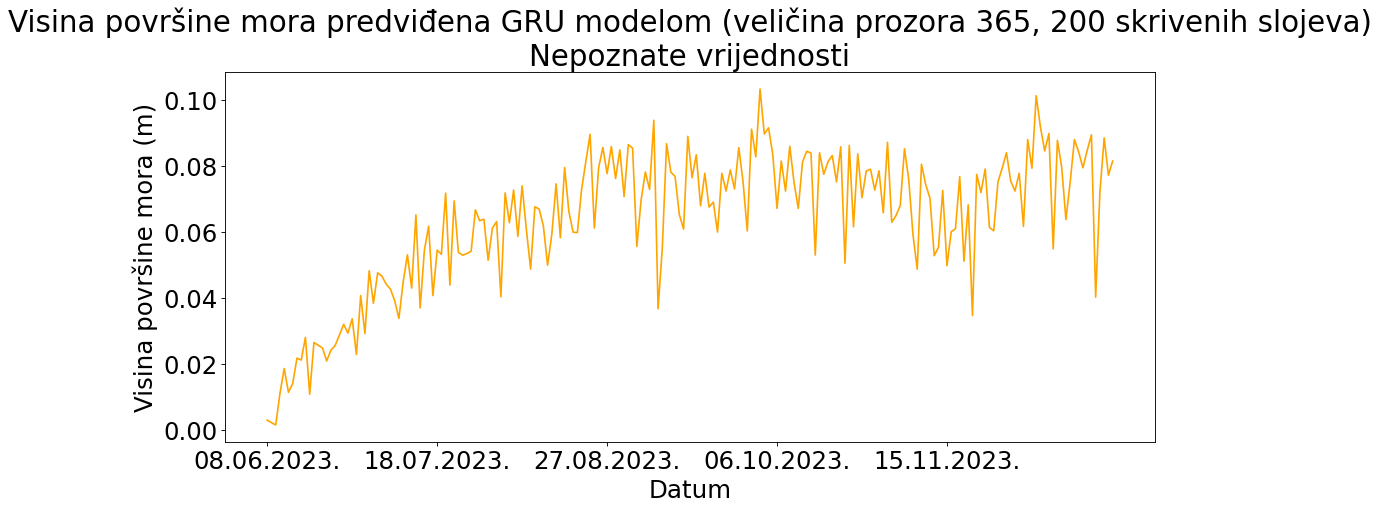 Visina površine mora predviđena GRU modelom (veličina prozora 365, 200 skrivenih slojeva)
Nepoznate vrijednosti
Visina površine mora (m)
0.10
0.08
0.06
0.04
0.02
0.00
08.06.2023. 18.07.2023. 27.08.2023. 06.10.2023. 15.11.2023.
Datum